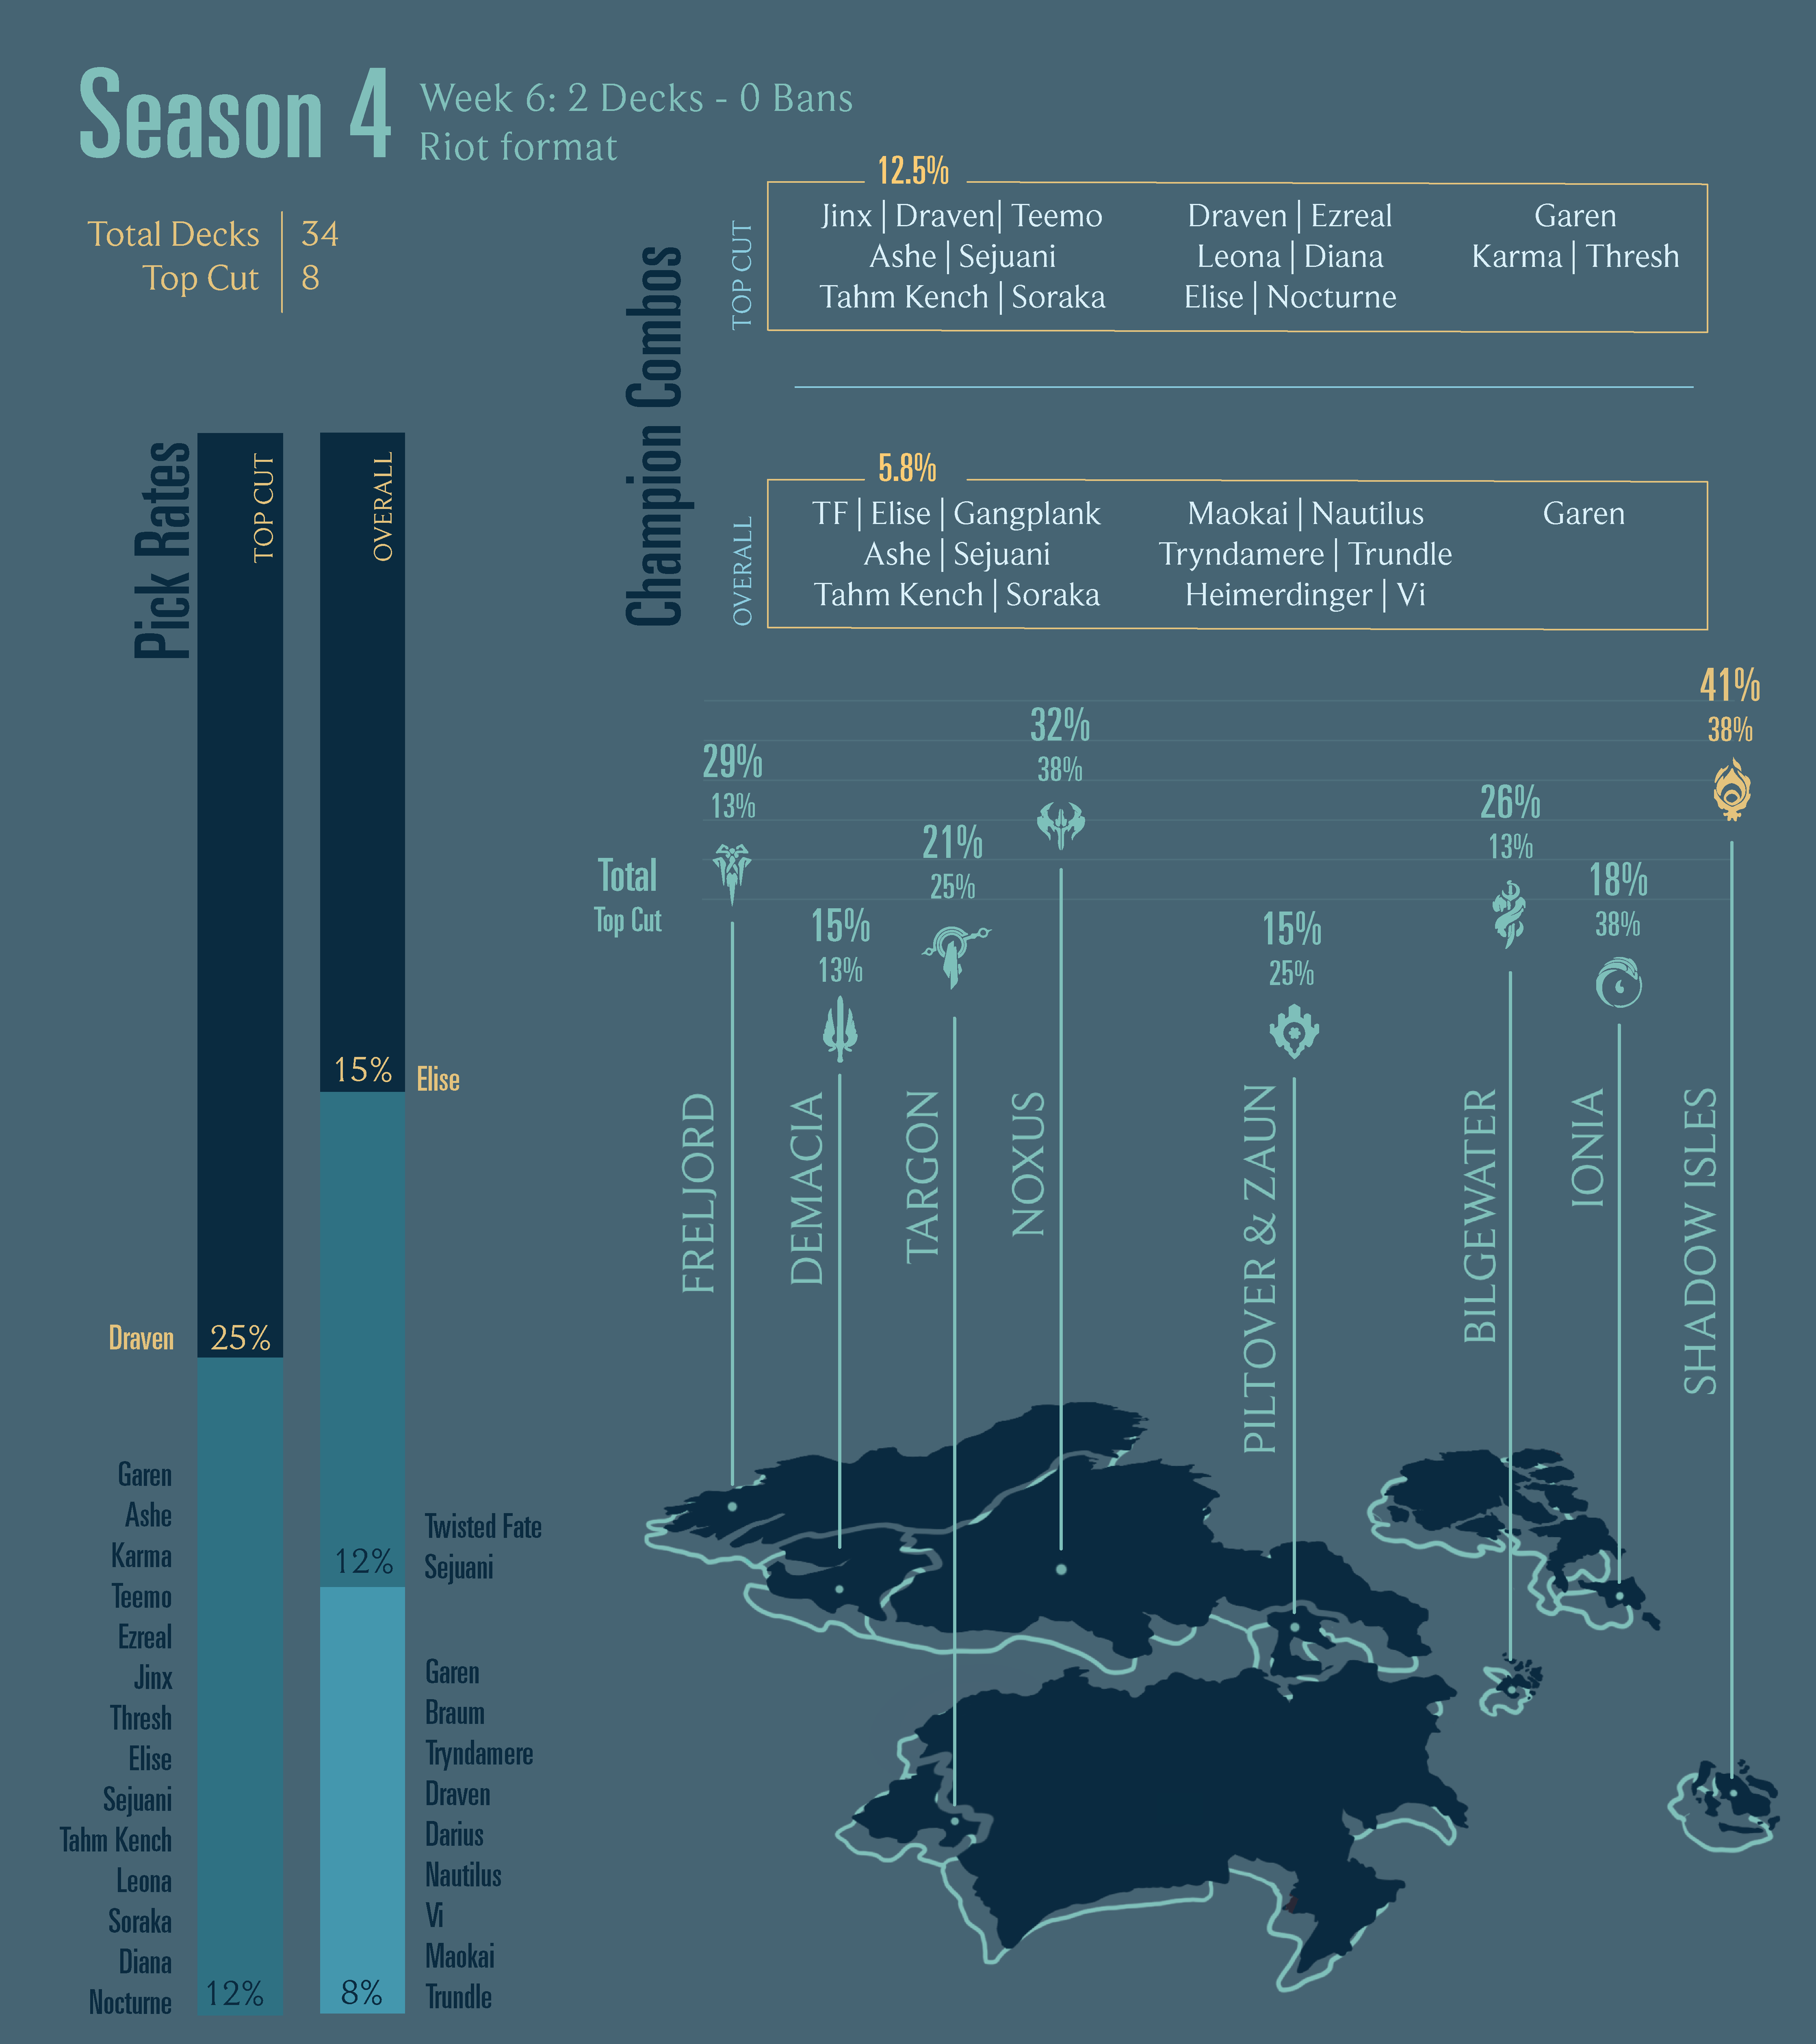 Season 4
Week 6: 2 Decks - 0 Bans
Riot format
Total Decks | 34
Top Cut | 8
Champion Combos
TOP CUT
12.5%
Jinx | Draven | Teemo
Draven | Ezreal
Garen
Ashe | Sejuani
Leona | Diana
Karma | Thresh
Tahm Kench | Soraka
Elise | Nocturne
OVERALL
5.8%
TF | Elise | Gangplank
Maokai | Nautilus
Garen
Ashe | Sejuani
Tryndamere | Trundle
Tahm Kench | Soraka
Heimerdinger | Vi
Pick Rates
TOP CUT
Draven
25%
Garen
Ashe
Karma
Teemo
Ezreal
Jinx
Thresh
Elise
Sejuani
Tahm Kench
Leona
Soraka
Diana
Nocturne
12%
OVERALL
15%
Elise
Twisted Fate
12%
Sejuani
Garen
Braum
Tryndamere
Draven
Darius
Nautilus
Vi
Maokai
8%
Trundle
Total
Top Cut
29%
13%
FRELJORD
15%
13%
DEMACIA
21%
25%
TARGON
32%
38%
NOXUS
15%
25%
PILTOVER & ZAUN
26%
13%
BILGEWATER
18%
38%
IONIA
41%
38%
SHADOW ISLES